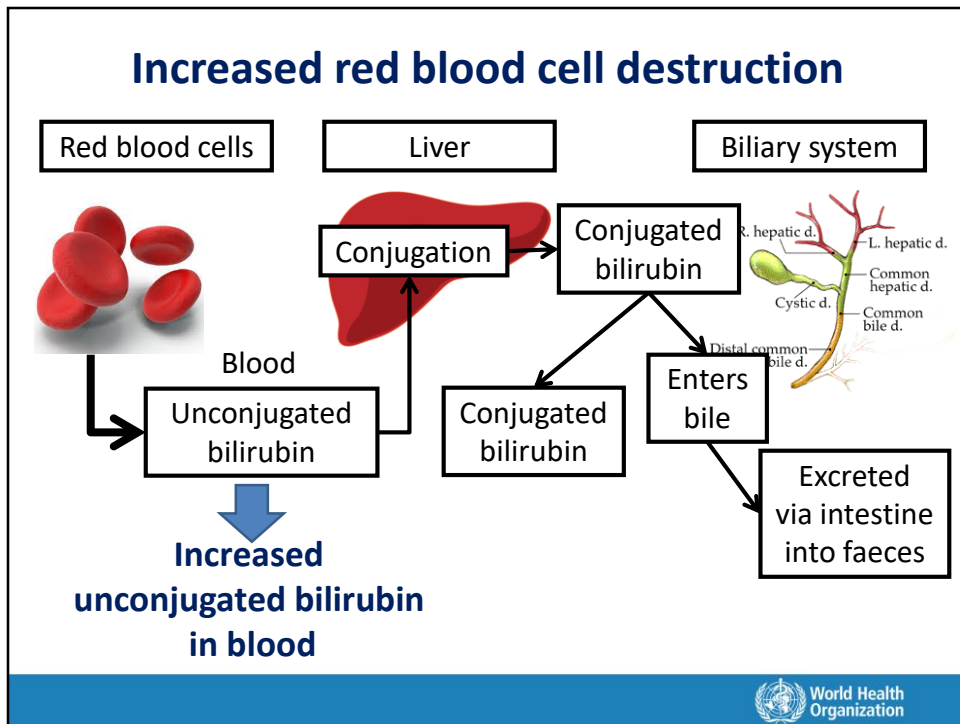 Increased red blood cell destruction
Red blood cells
Liver
Biliary system
Conjugation
Conjugated
bilirubin
R. hepatic d.
L. hepatic d.
Common
hepatic d.
Cystic d.
Common
bile d.
Distal common
bile d.
Blood
Unconjugated
bilirubin
Conjugated
bilirubin
Enters
bile
Excreted
via intestine
into faeces
Increased
unconjugated bilirubin
in blood
World Health
Organization